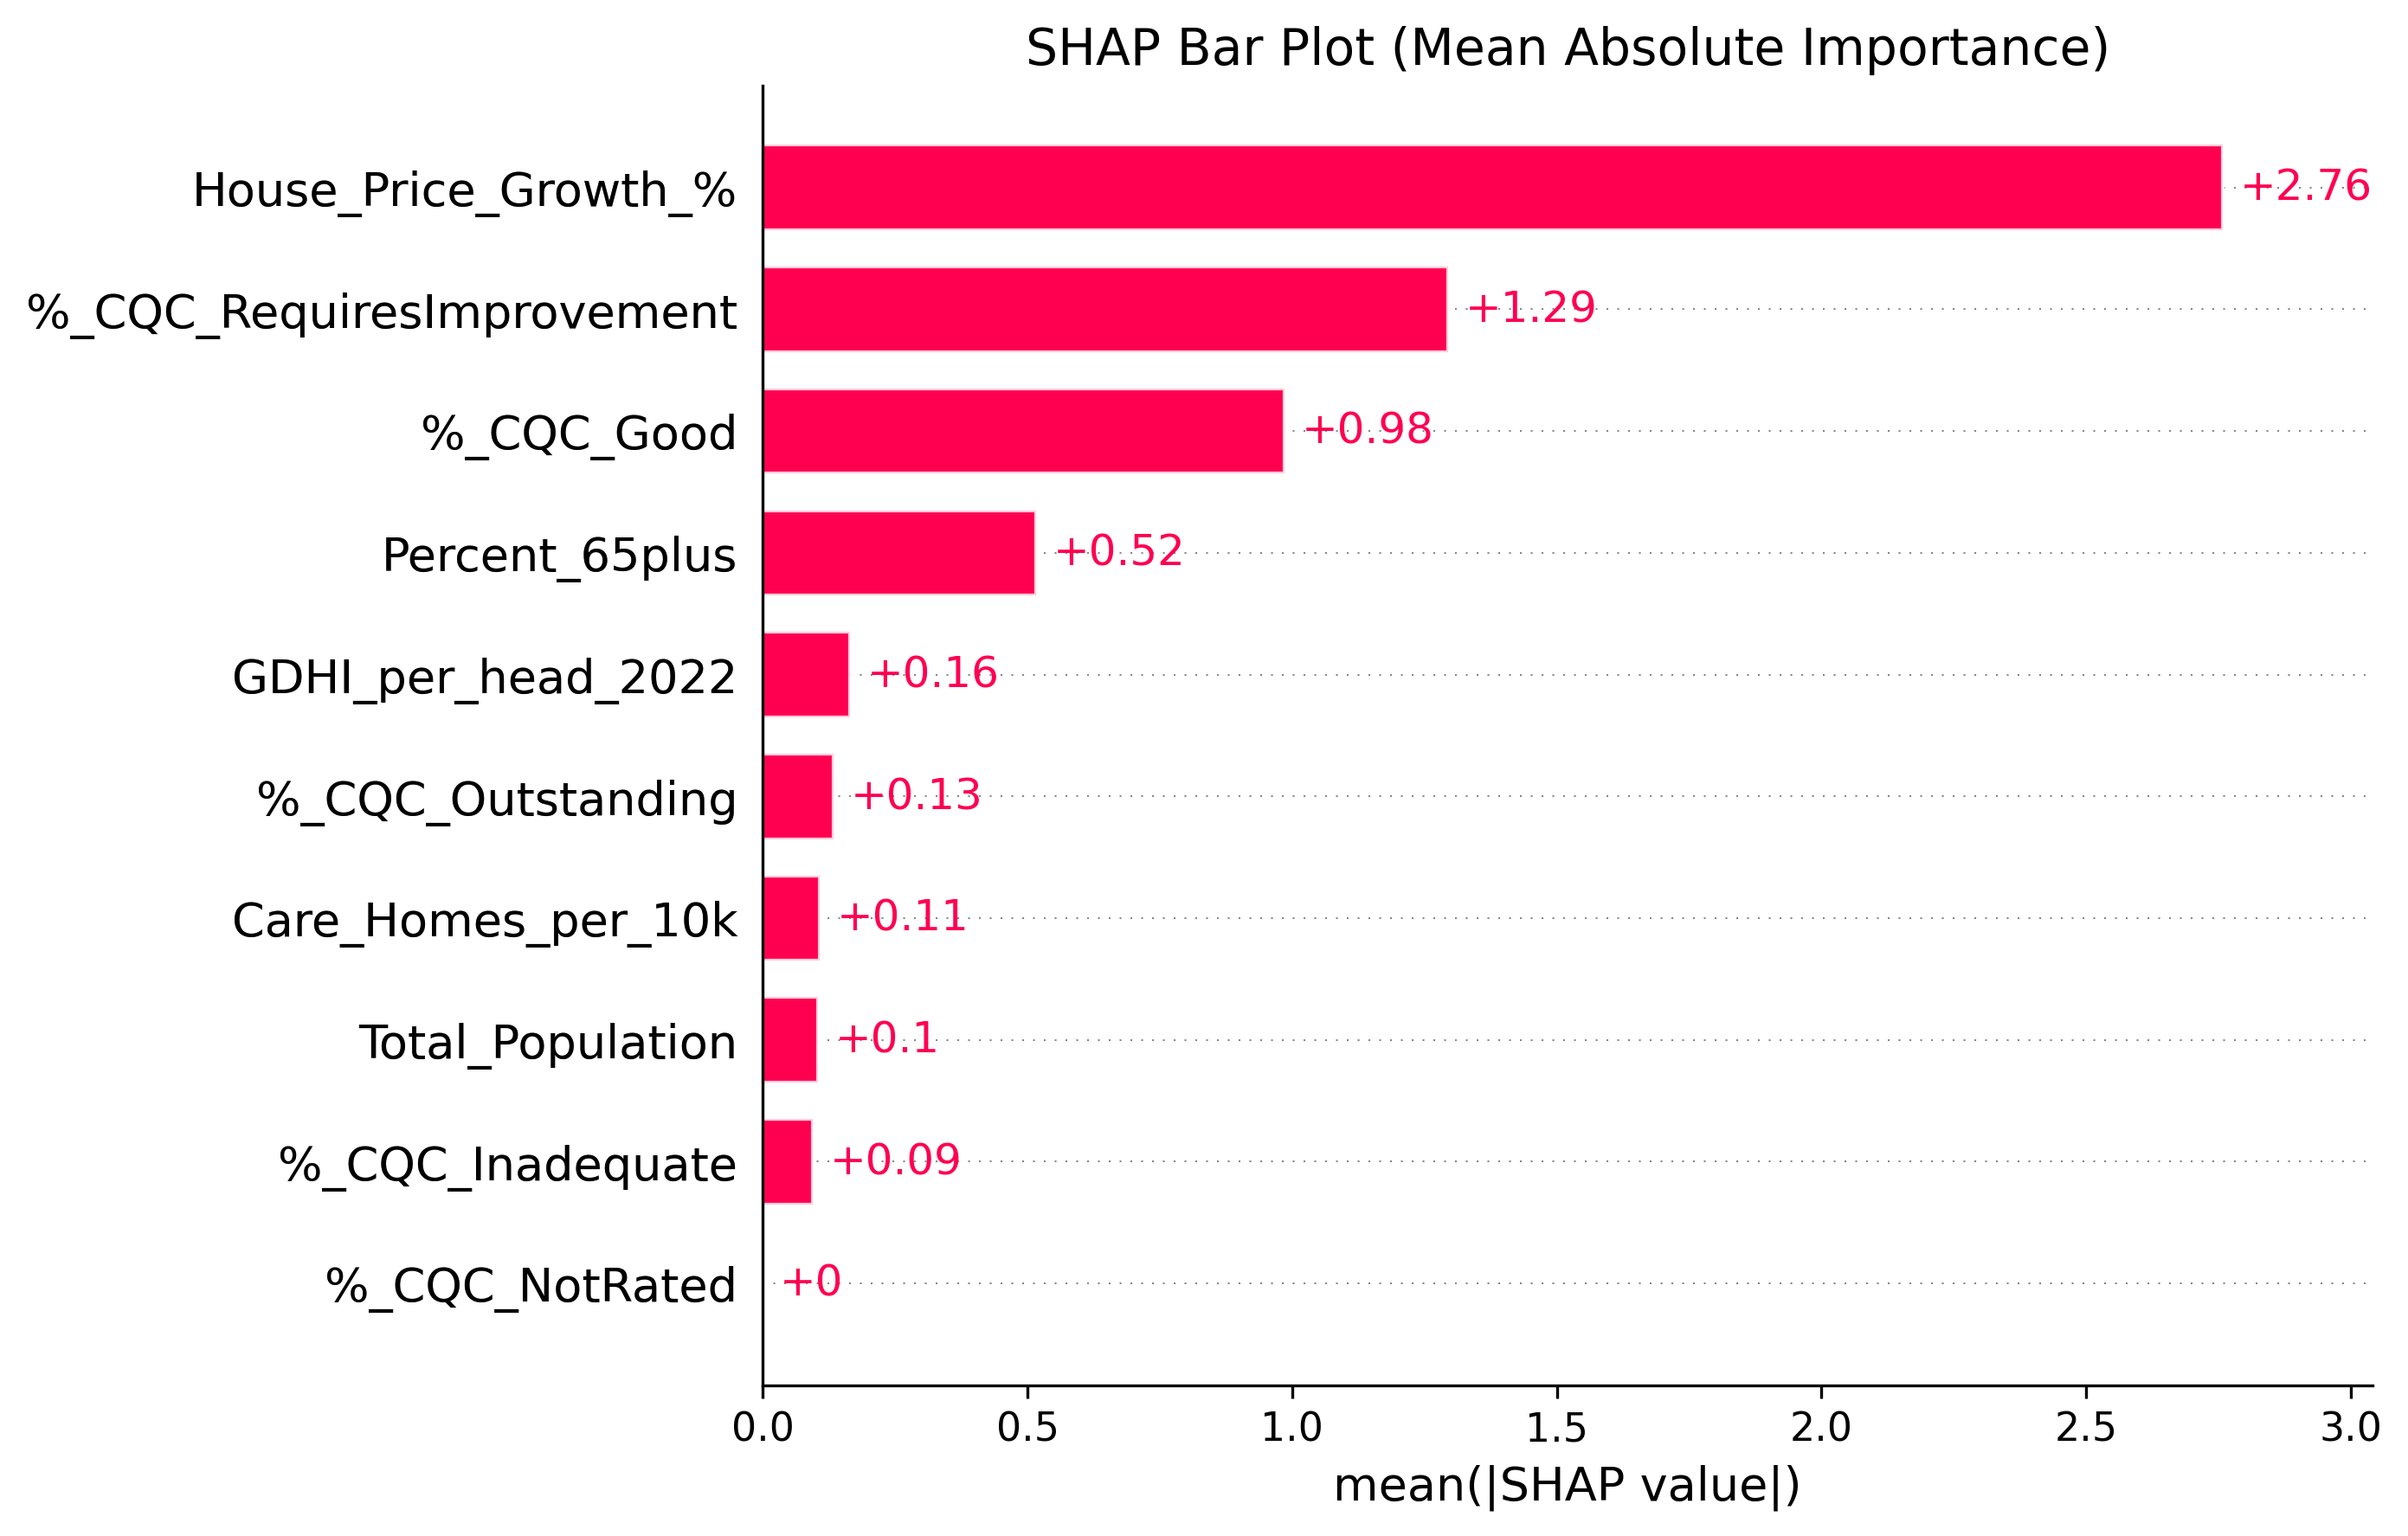 SHAP Bar Plot (Mean Absolute Importance)
House_Price_Growth_% +2.76
%_CQC_RequiresImprovement +1.29
%_CQC_Good +0.98
Percent_65plus +0.52
GDHI_per_head_2022 +0.16
%_CQC_Outstanding +0.13
Care_Homes_per_10k +0.11
Total_Population +0.1
%_CQC_Inadequate +0.09
%_CQC_NotRated +0
0.0 0.5 1.0 1.5 2.0 2.5 3.0
mean(|SHAP value|)